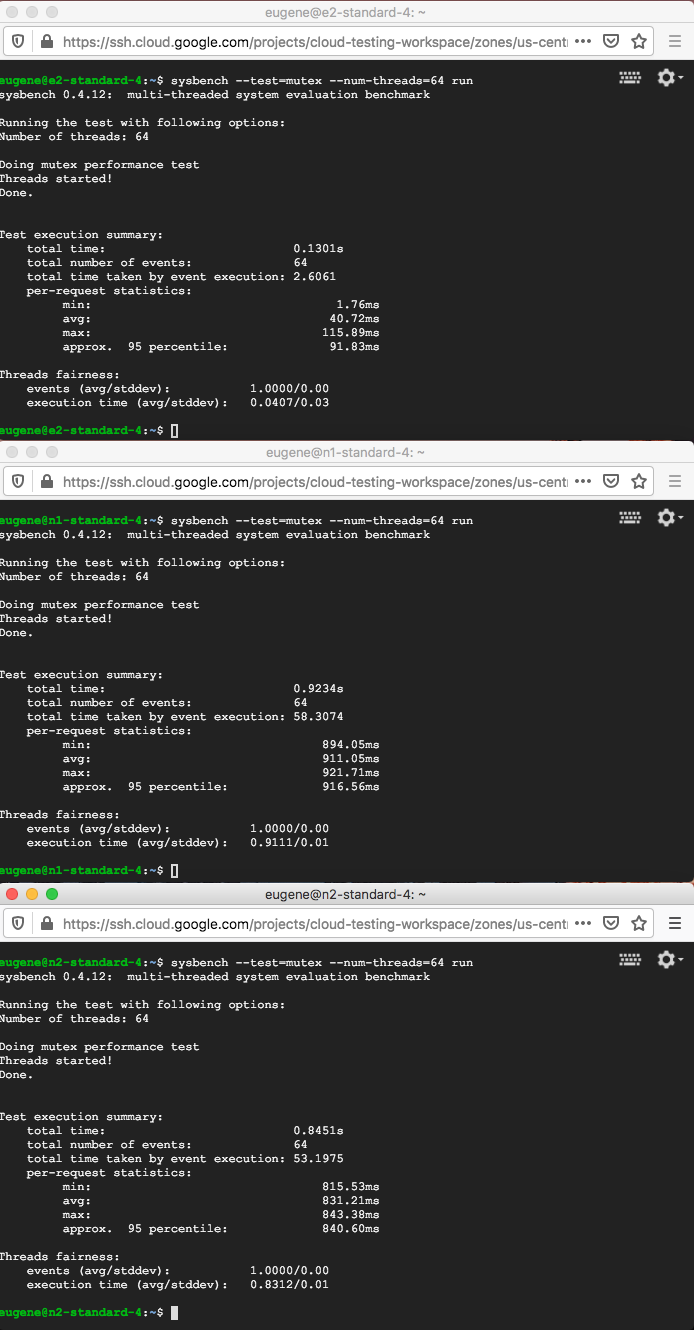 eugene@e2-standard-4: ~
https://ssh.cloud.google.com/projects/cloud-testing-workspace/zones/us-cent
eugene@e2-standard-4:~$ sysbench --test=mutex --num-threads=64 run
sysbench 0.4.12:  multi-threaded system evaluation benchmark
Running the test with following options:
Number of threads: 64
Doing mutex performance test
Threads started!
Done.
Test execution summary:
total time: 0.1301s
total number of events: 64
total time taken by event execution: 2.6061
per-request statistics:
min: 1.76ms
avg: 40.72ms
max: 115.89ms
approx.  95 percentile: 91.83ms
Threads fairness:
events (avg/stddev): 1.0000/0.00
execution time (avg/stddev): 0.0407/0.03
eugene@e2-standard-4:~$
eugene@n1-standard-4: ~
https://ssh.cloud.google.com/projects/cloud-testing-workspace/zones/us-cent
eugene@n1-standard-4:~$ sysbench --test=mutex --num-threads=64 run
sysbench 0.4.12:  multi-threaded system evaluation benchmark
Running the test with following options:
Number of threads: 64
Doing mutex performance test
Threads started!
Done.
Test execution summary:
total time: 0.9234s
total number of events: 64
total time taken by event execution: 58.3074
per-request statistics:
min: 894.05ms
avg: 911.05ms
max: 921.71ms
approx.  95 percentile: 916.56ms
Threads fairness:
events (avg/stddev): 1.0000/0.00
execution time (avg/stddev): 0.9111/0.01
eugene@n1-standard-4:~$
eugene@n2-standard-4: ~
https://ssh.cloud.google.com/projects/cloud-testing-workspace/zones/us-cent
eugene@n2-standard-4:~$ sysbench --test=mutex --num-threads=64 run
sysbench 0.4.12:  multi-threaded system evaluation benchmark
Running the test with following options:
Number of threads: 64
Doing mutex performance test
Threads started!
Done.
Test execution summary:
total time: 0.8451s
total number of events: 64
total time taken by event execution: 53.1975
per-request statistics:
min: 815.53ms
avg: 831.21ms
max: 843.38ms
approx.  95 percentile: 840.60ms
Threads fairness:
events (avg/stddev): 1.0000/0.00
execution time (avg/stddev): 0.8312/0.01
eugene@n2-standard-4:~$